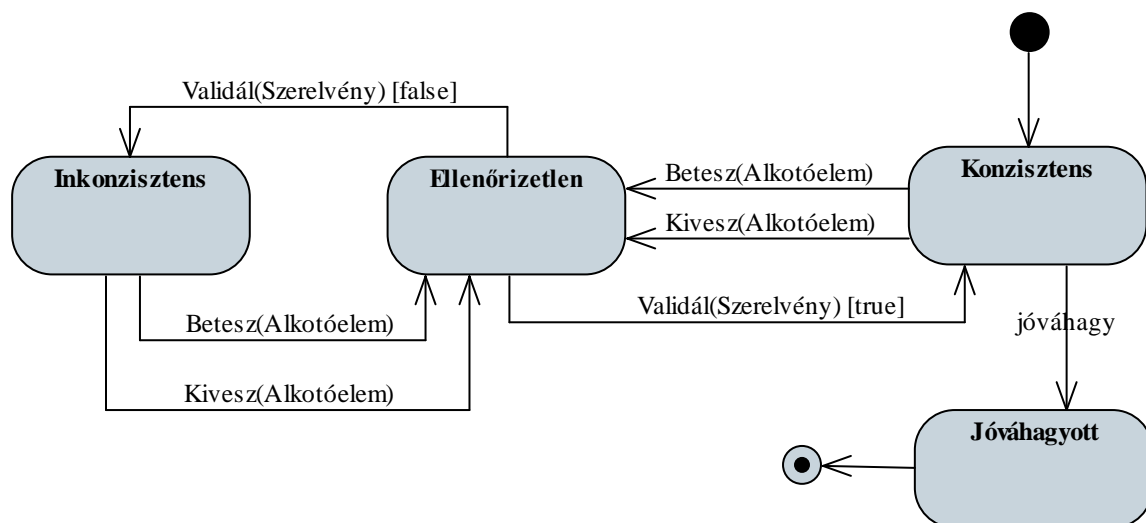 Validál(Szerelvény) [false]
Inkonzisztens
Ellenőrizetlen
Konzisztens
Betesz(Alkotóelem)
Kivesz(Alkotóelem)
Validál(Szerelvény) [true]
Betesz(Alkotóelem)
jóváhagy
Kivesz(Alkotóelem)
Jóváhagyott